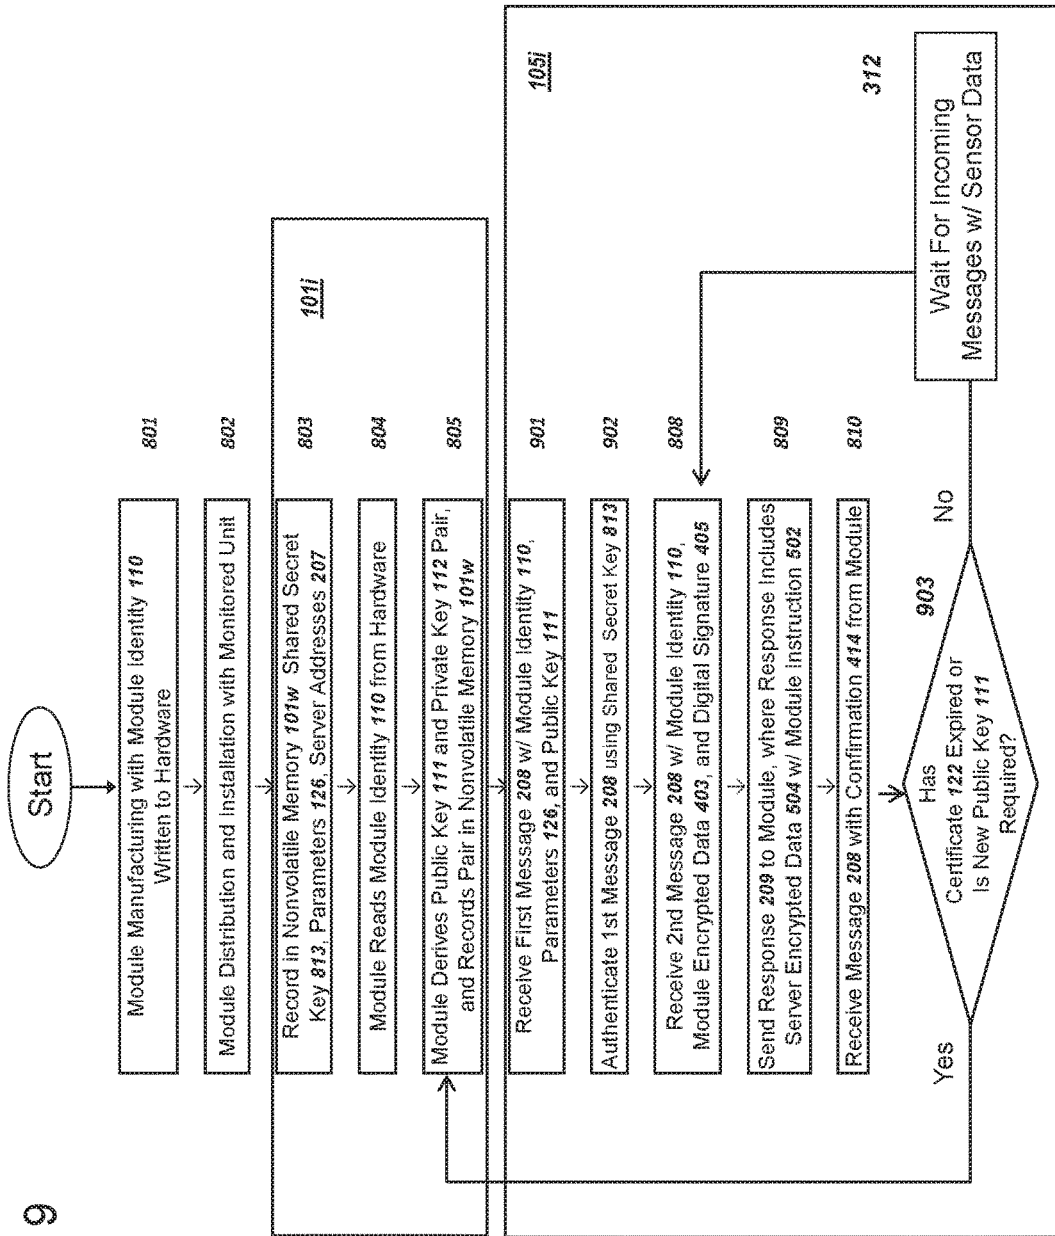 9
Start
Module Manufacturing with Module Identity 110
Written to Hardware
801
Module Distribution and Installation with Monitored Unit
802
101i
Record in Nonvolatile Memory 101w Shared Secret
Key 813, Parameters 126, Server Addresses 207
803
Module Reads Module Identity 110 from Hardware
804
Module Derives Public Key 111 and Private Key 112 Pair,
and Records Pair in Nonvolatile Memory 101w
805
105i
Receive First Message 208 w/ Module Identity 110,
Parameters 126, and Public Key 111
901
Authenticate 1st Message 208 using Shared Secret Key 813
902
Receive 2nd Message 208 w/ Module Identity 110,
Module Encrypted Data 403, and Digital Signature 405
808
Send Response 209 to Module, where Response Includes
Server Encrypted Data 504 w/ Module Instruction 502
809
Receive Message 208 with Confirmation 414 from Module
810
903
Has
Certificate 122 Expired or
Is New Public Key 111
Required?
Yes
No
312
Wait For Incoming
Messages w/ Sensor Data